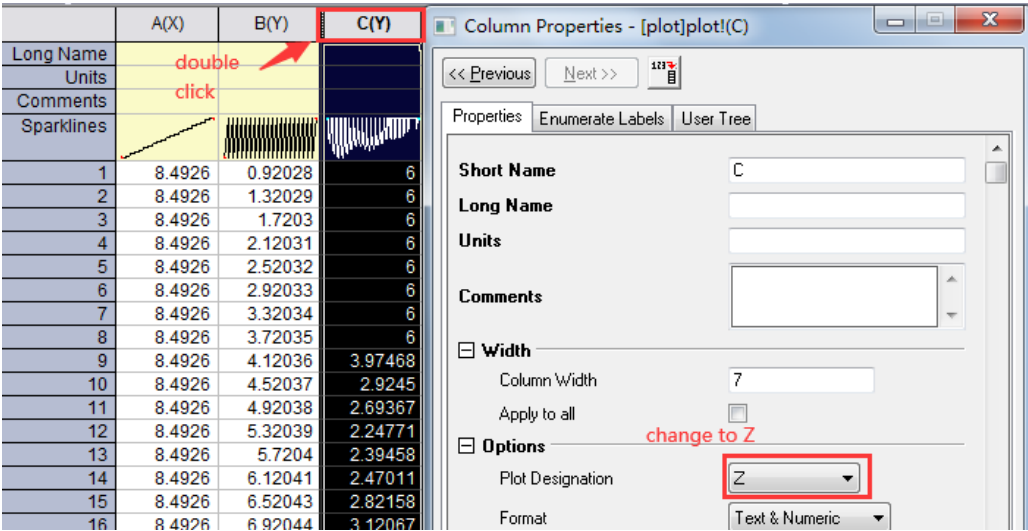 A(X) B(Y) C(Y)
Long Name
Units
Comments
Sparklines
double
click
1 8.4926 0.92028 6
2 8.4926 1.32029 6
3 8.4926 1.7203 6
4 8.4926 2.12031 6
5 8.4926 2.52032 6
6 8.4926 2.92033 6
7 8.4926 3.32034 6
8 8.4926 3.72035 6
9 8.4926 4.12036 3.97468
10 8.4926 4.52037 2.9245
11 8.4926 4.92038 2.69367
12 8.4926 5.32039 2.24771
13 8.4926 5.7204 2.39458
14 8.4926 6.12041 2.47011
15 8.4926 6.52043 2.82158
16 8.4926 6.92044 3.12067
Column Properties - [plot]plot!(C)
<< Previous Next >>
Properties Enumerate Labels User Tree
Short Name C
Long Name
Units
Comments
Width
Column Width 7
Apply to all
change to Z
Options
Plot Designation Z
Format Text & Numeric